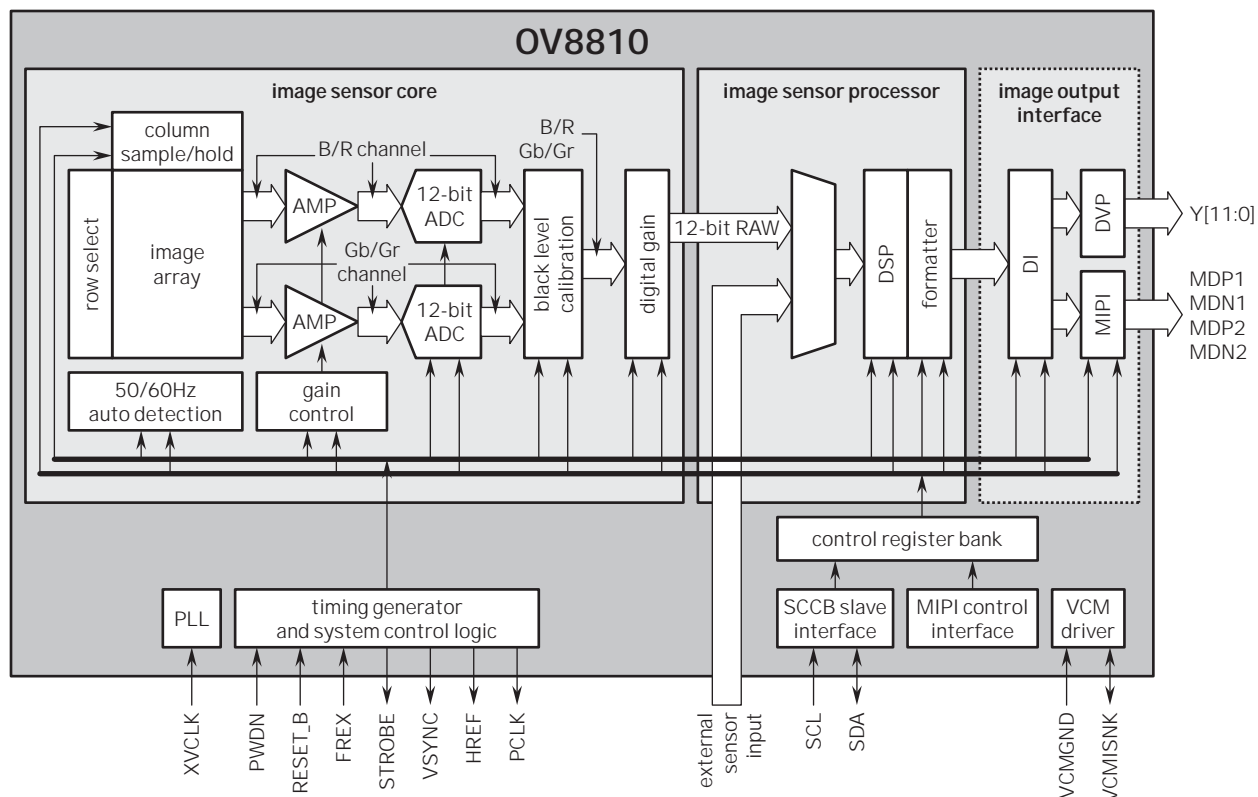 OV8810
image sensor core
image sensor processor
image output
interface
column
sample/hold
B/R channel
B/R
Gb/Gr
row select
image
array
AMP
12-bit
ADC
Gb/Gr
channel
AMP
12-bit
ADC
black level
calibration
digital gain
12-bit RAW
DSP
formatter
DI
DVP
MIPI
Y[11:0]
MDP1
MDN1
MDP2
MDN2
50/60Hz
auto detection
gain
control
control register bank
PLL
timing generator
and system control logic
SCCB slave
interface
MIPI control
interface
VCM
driver
XVCLK
PWDN
RESET_B
FREX
STROBE
VSYNC
HREF
PCLK
external
sensor
input
SCL
SDA
VCMGND
VCMISNK